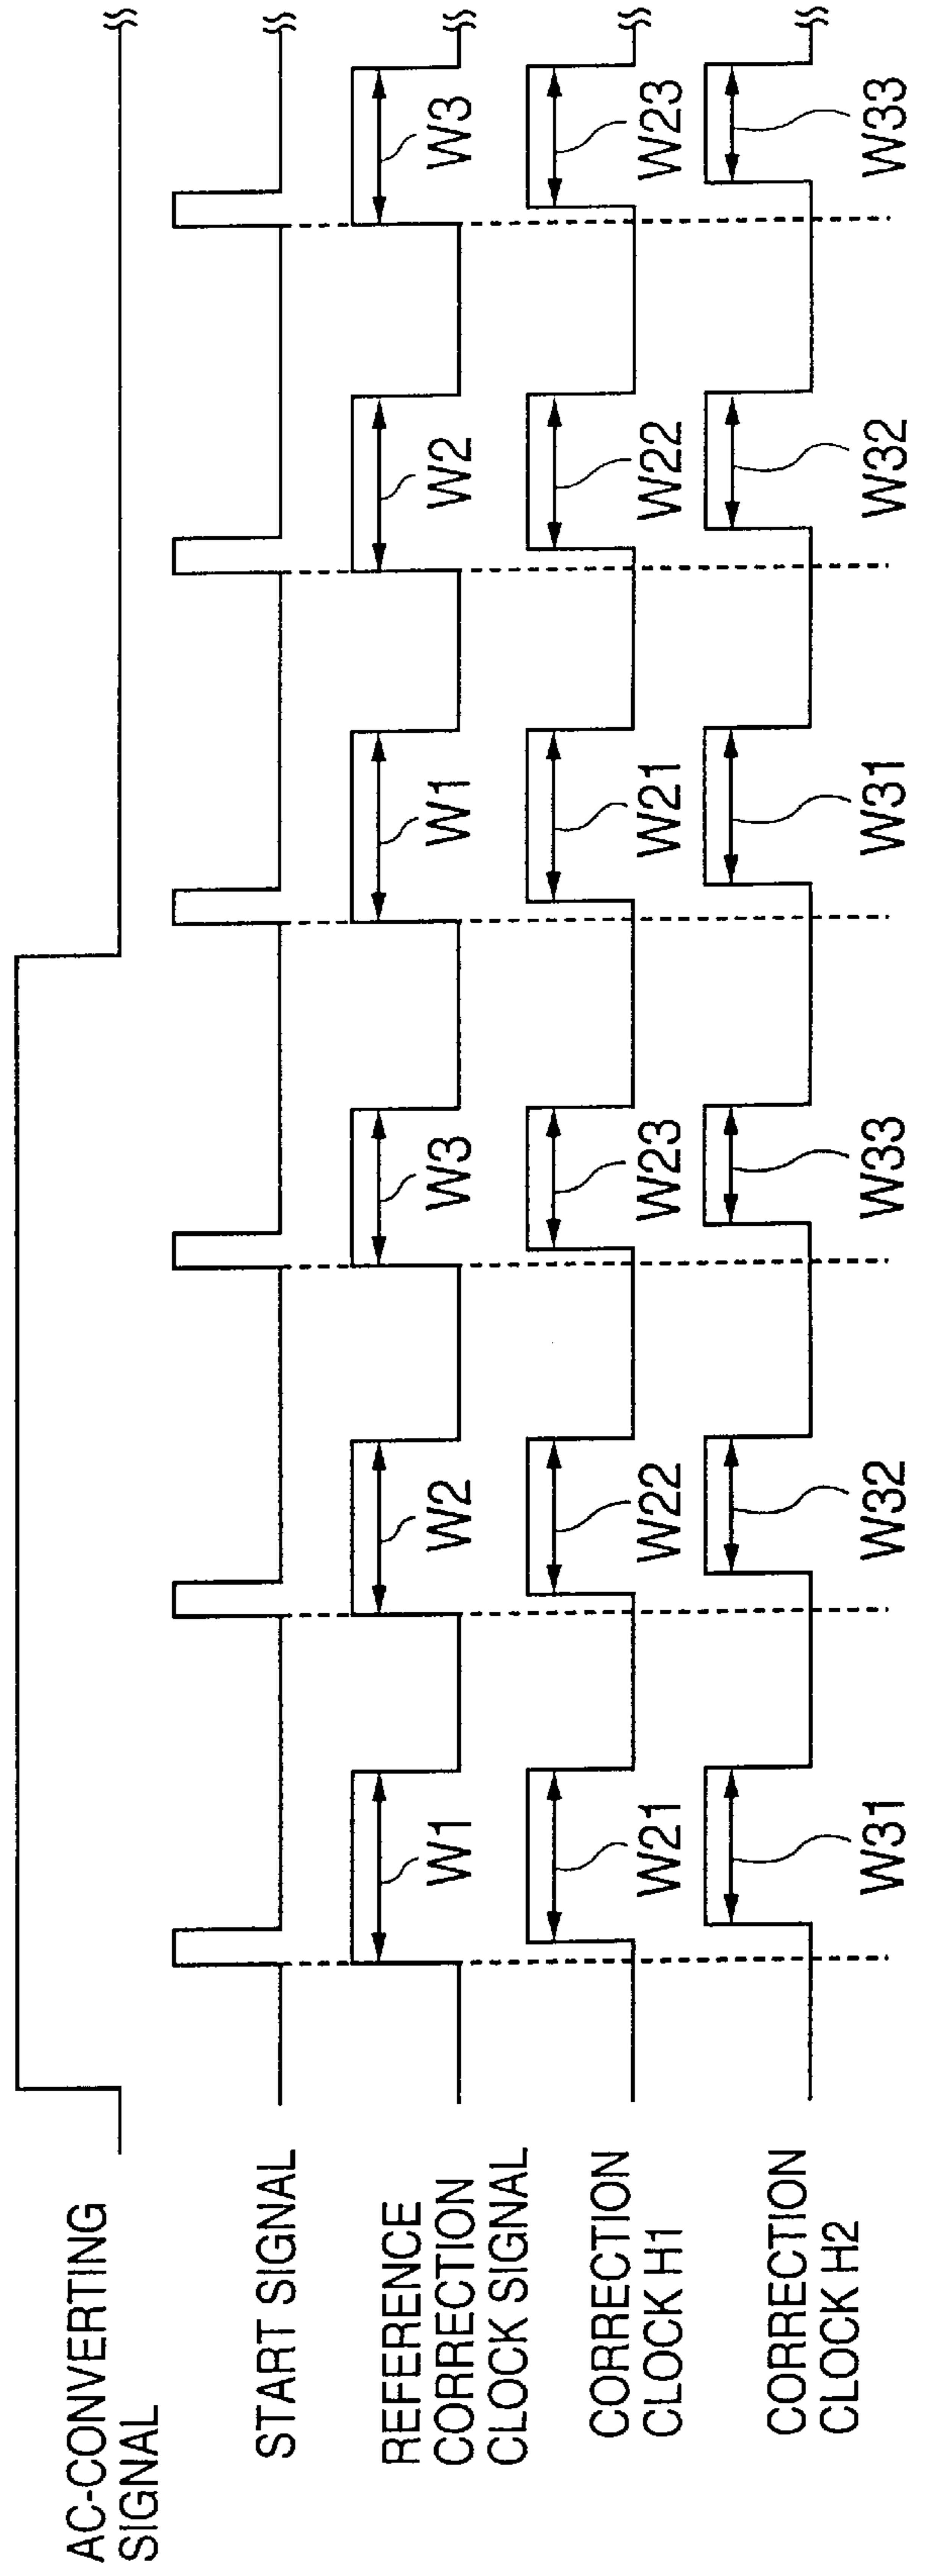 AC-CONVERTING
SIGNAL
START SIGNAL
REFERENCE
CORRECTION
CLOCK SIGNAL
W1
W2
W3
W1
W2
W3
CORRECTION
CLOCK H1
W21
W22
W23
W21
W22
W23
CORRECTION
CLOCK H2
W31
W32
W33
W31
W32
W33